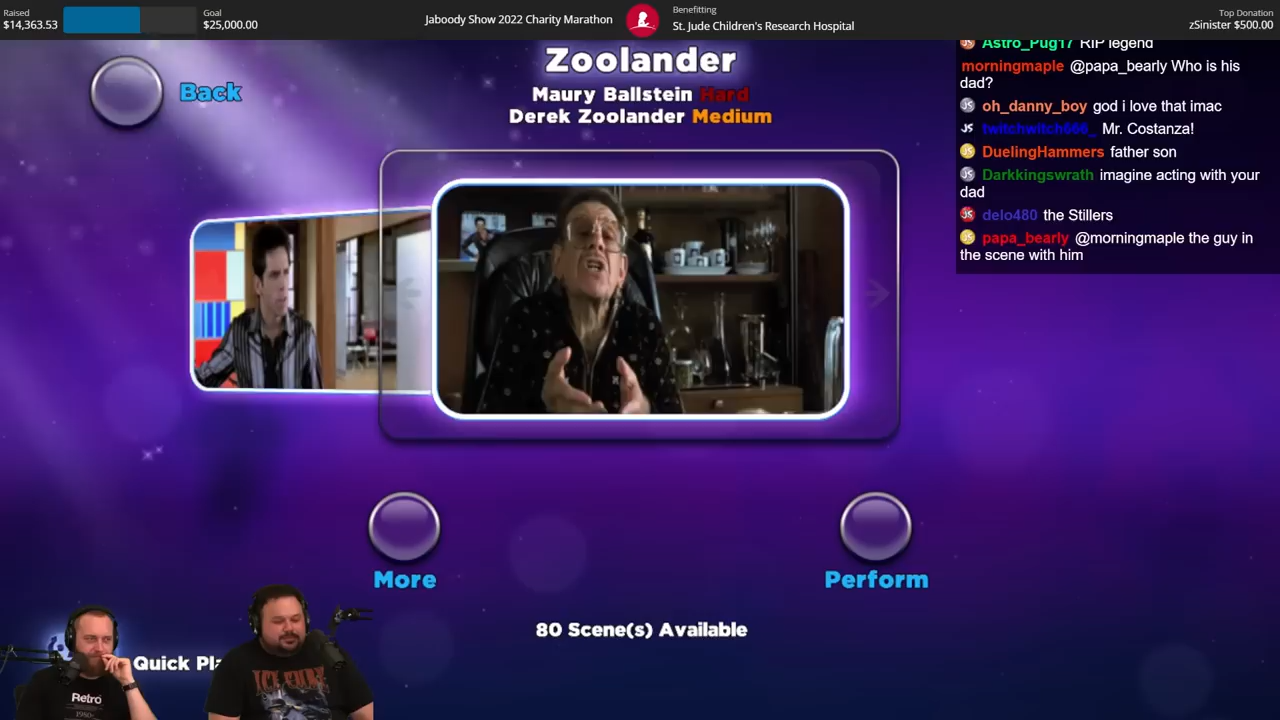 Raised
$14,363.53
Goal
$25,000.00
Jaboody Show 2022 Charity Marathon
Benefitting
St. Jude Children's Research Hospital
Top Donation
zSinister $500.00
Back
Zoolander
Maury Ballstein Hard
Derek Zoolander Medium
Astro_Pug17 RIP legend
morningmaple @papa_bearly Who is his
dad?
oh_danny_boy god i love that imac
twitchwitch666_ Mr. Costanza!
DuelingHammers father son
Darkkingswrath imagine acting with your
dad
delo480 the Stillers
papa_bearly @morningmaple the guy in
the scene with him
More
Perform
80 Scene(s) Available
Quick Pla
Retro